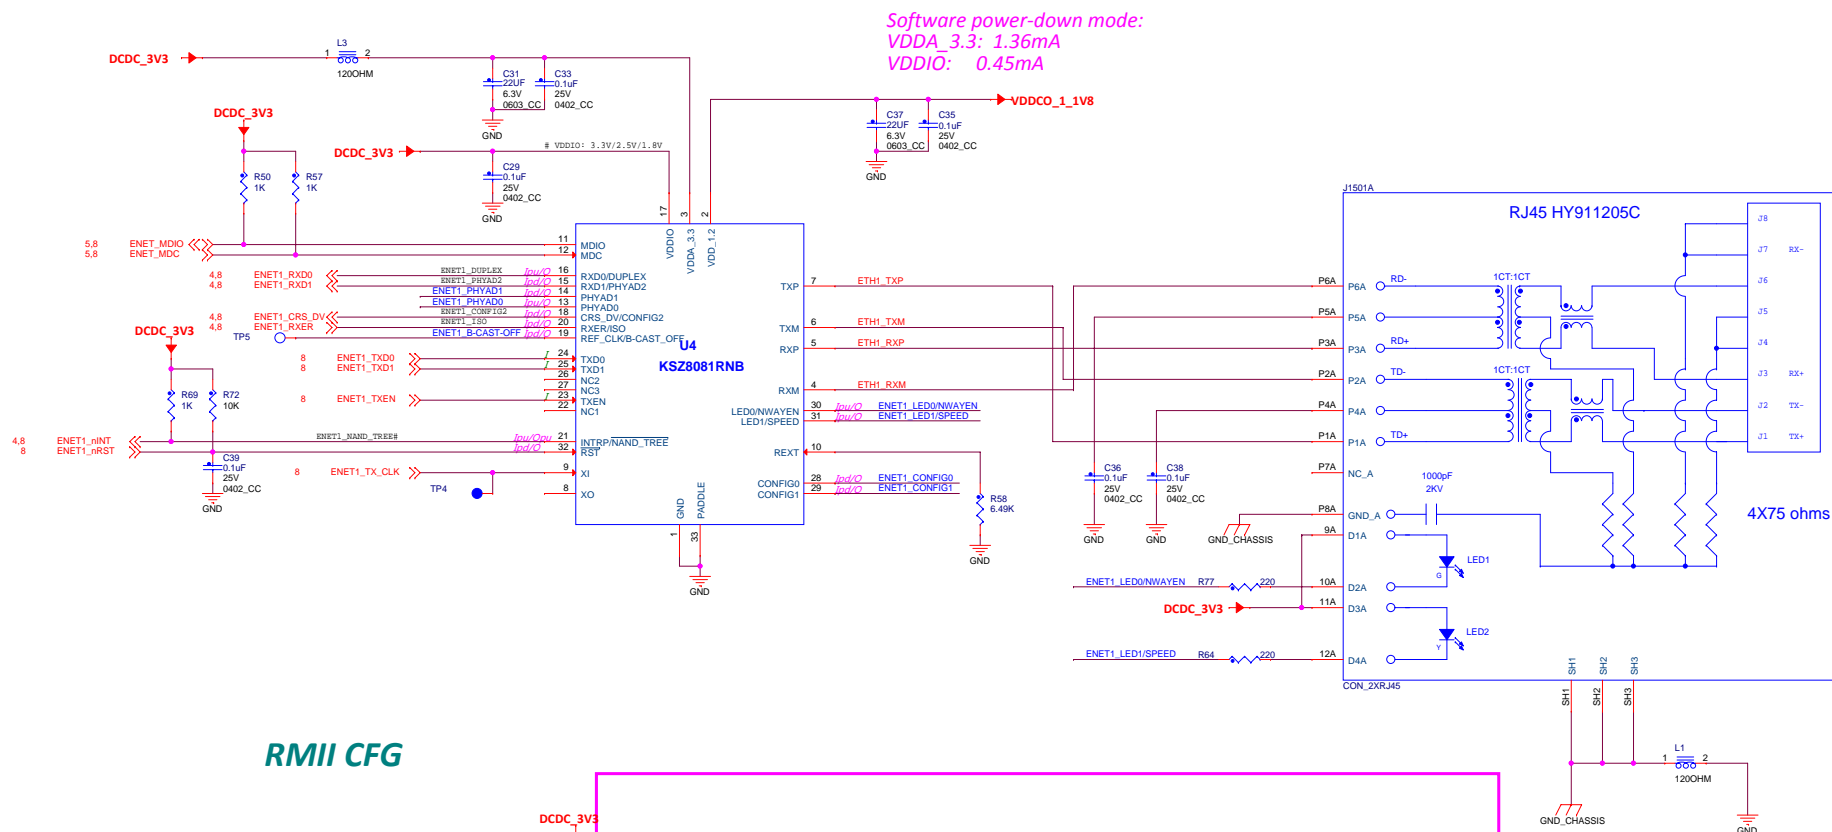 Software power-down mode:
VDDA_3.3: 1.36mA
VDDIO: 0.45mA
DCDC_3V3
L3
1 2
120OHM
C31
22UF
6.3V
0603_CC
C33
0.1uF
25V
0402_CC
GND
VDDCO_1_1V8
C37
22UF
6.3V
0603_CC
C35
0.1uF
25V
0402_CC
GND
DCDC_3V3
R50
1K
R57
1K
DCDC_3V3
# VDDIO: 3.3V/2.5V/1.8V
C29
0.1uF
25V
0402_CC
GND
17
3
2
VDDIO
VDDA_3.3
VDD_1.2
5,8 ENET_MDIO 11 MDIO
5,8 ENET_MDC 12 MDC
4,8 ENET1_RXD0 ENET1_DUPLEX Ipu/O 16 RXD0/DUPLEX
4,8 ENET1_RXD1 ENET1_PHYAD2 Ipd/O 15 RXD1/PHYAD2
ENET1_PHYAD1 Ipd/O 14 PHYAD1
ENET1_PHYAD0 Ipu/O 13 PHYAD0
4,8 ENET1_CRS_DV ENET1_CONFIG2 Ipd/O 18 CRS_DV/CONFIG2
4,8 ENET1_RXER ENET1_ISO Ipd/O 20 RXER/ISO
TP5 ENET1_B-CAST-OFF Ipd/O 19 REF_CLK/B-CAST_OFF
U4
KSZ8081RNB
8 ENET1_TXD0 I 24 TXD0
8 ENET1_TXD1 I 25 TXD1
26 NC2
27 NC3
8 ENET1_TXEN I 23 TXEN
22 NC1
DCDC_3V3
R69
1K
R72
10K
4,8 ENET1_nINT ENET1_NAND_TREE# Ipu/Opu 21 INTRP/NAND_TREE
8 ENET1_nRST Ipd/O 32 RST
C39
0.1uF
25V
0402_CC
GND
8 ENET1_TX_CLK 9 XI
TP4 8 XO
GND
PADDLE
1
33
GND
TXP 7 ETH1_TXP
TXM 6 ETH1_TXM
RXP 5 ETH1_RXP
RXM 4 ETH1_RXM
LED0/NWAYEN 30 Ipu/O ENET1_LED0/NWAYEN
LED1/SPEED 31 Ipu/O ENET1_LED1/SPEED
REXT 10
CONFIG0 28 Ipd/O ENET1_CONFIG0
CONFIG1 29 Ipd/O ENET1_CONFIG1
R58
6.49K
GND
C36
0.1uF
25V
0402_CC
GND
C38
0.1uF
25V
0402_CC
GND
GND_CHASSIS
ENET1_LED0/NWAYEN R77 220
DCDC_3V3
ENET1_LED1/SPEED R64 220
J1501A
RJ45 HY911205C
P6A P6A RD-
P5A P5A
P3A P3A RD+
P2A P2A TD-
P4A P4A
P1A P1A TD+
P7A NC_A
P8A GND_A
9A D1A
10A D2A
11A D3A
12A D4A
1CT:1CT
1CT:1CT
1000pF
2KV
LED1
G
LED2
Y
4X75 ohms
J8
J7 RX-
J6
J5
J4
J3 RX+
J2 TX-
J1 TX+
CON_2XRJ45
SH1
SH2
SH3
SH1
SH2
SH3
L1
1 2
120OHM
GND_CHASSIS
GND
RMII CFG
DCDC_3V3